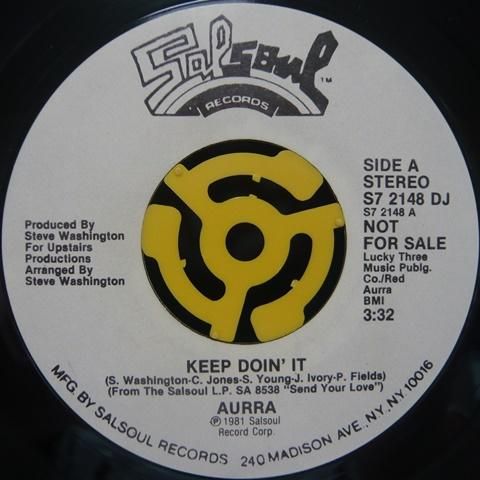 Salsoul
TM
RECORDS
SIDE A
STEREO
S7 2148 DJ
S7 2148 A
NOT
FOR SALE
Lucky Three
Music Publg.
Co./Red
Aurra
BMI
3:32
Produced By
Steve Washington
For Upstairs
Productions
Arranged By
Steve Washington
KEEP DOIN' IT
(S. Washington-C. Jones-S. Young-J. Ivory-P. Fields)
(From The Salsoul L.P. SA 8538 "Send Your Love")
AURRA
Ⓟ 1981 Salsoul
Record Corp.
MFG BY SALSOUL RECORDS 240 MADISON AVE., NY, NY 10016